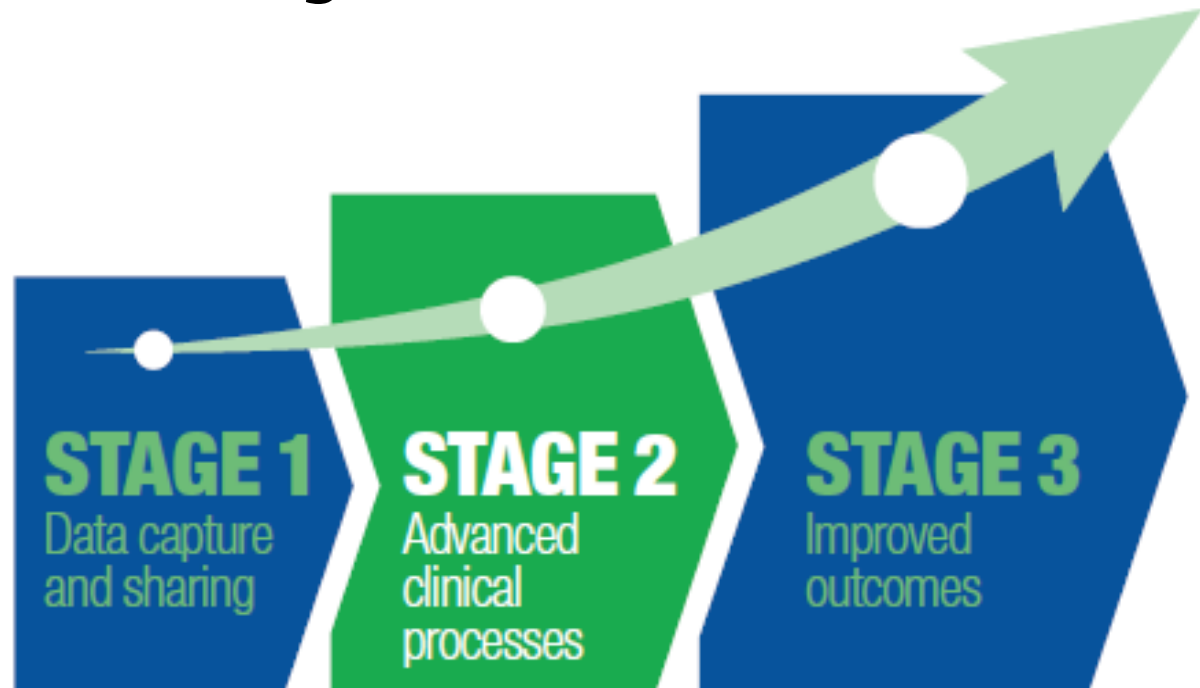 STAGE 1
Data capture
and sharing
STAGE 2
Advanced
clinical
processes
STAGE 3
Improved
outcomes